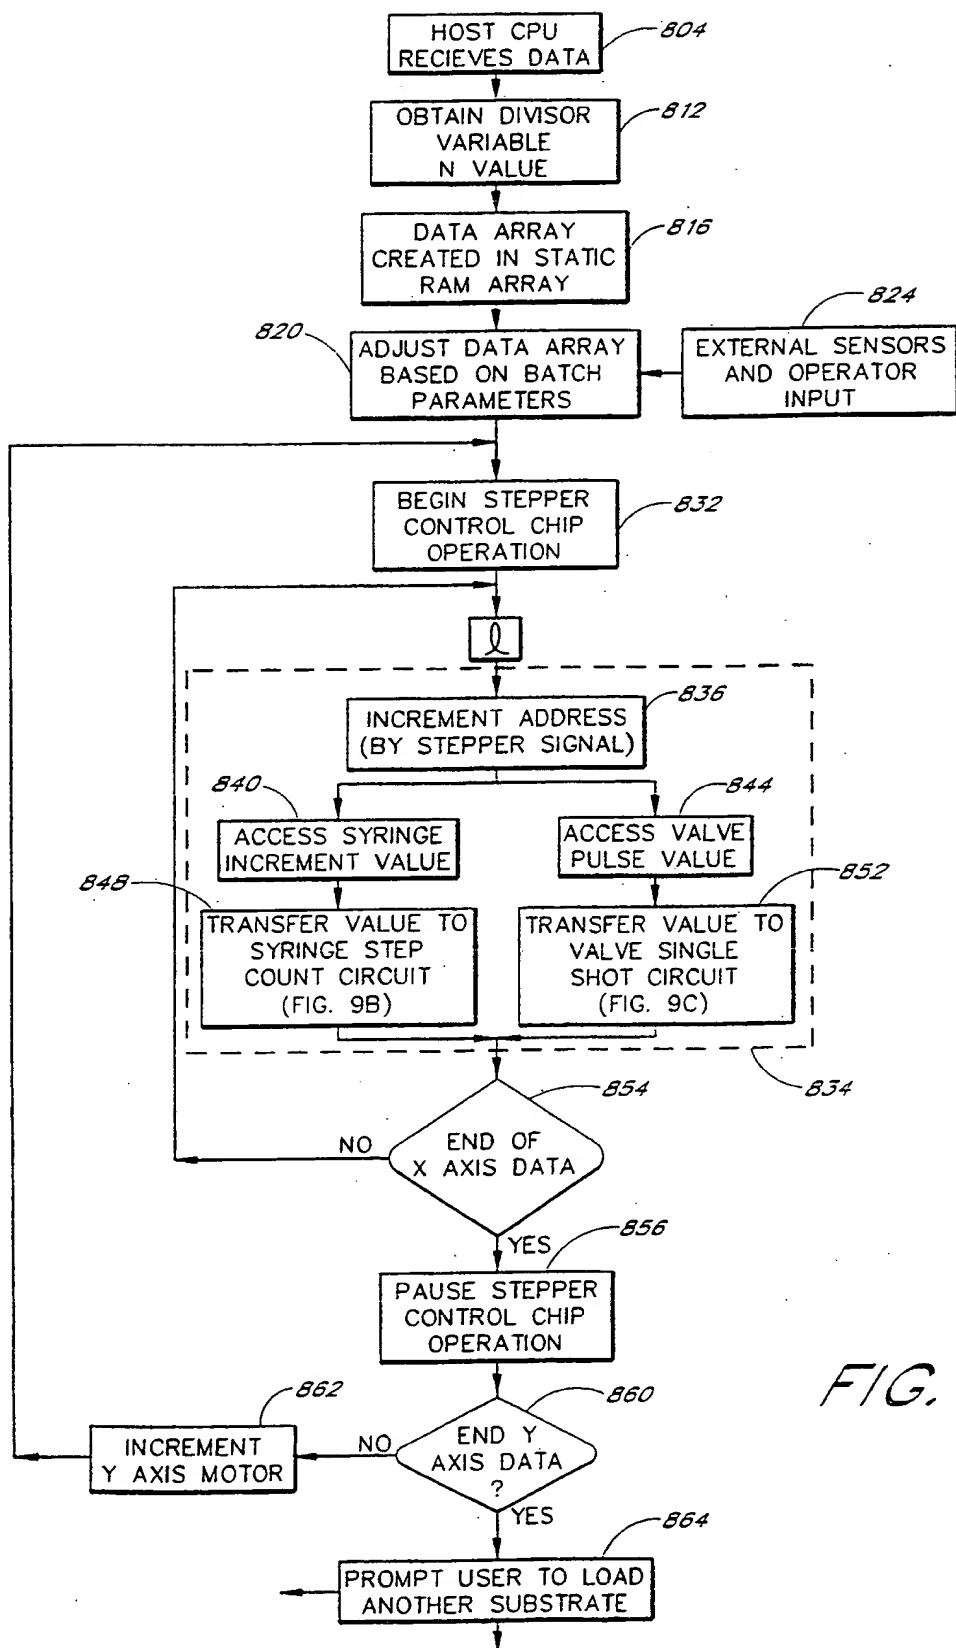 HOST CPU
RECIEVES DATA
804
OBTAIN DIVISOR
VARIABLE
N VALUE
812
DATA ARRAY
CREATED IN STATIC
RAM ARRAY
816
820
ADJUST DATA ARRAY
BASED ON BATCH
PARAMETERS
824
EXTERNAL SENSORS
AND OPERATOR
INPUT
BEGIN STEPPER
CONTROL CHIP
OPERATION
832
l
INCREMENT ADDRESS
(BY STEPPER SIGNAL)
836
840
ACCESS SYRINGE
INCREMENT VALUE
844
ACCESS VALVE
PULSE VALUE
848
TRANSFER VALUE TO
SYRINGE STEP
COUNT CIRCUIT
(FIG. 9B)
852
TRANSFER VALUE TO
VALVE SINGLE
SHOT CIRCUIT
(FIG. 9C)
834
854
END OF
X AXIS DATA
NO
YES
856
PAUSE STEPPER
CONTROL CHIP
OPERATION
FIG.
860
END Y
AXIS DATA
?
NO
862
INCREMENT
Y AXIS MOTOR
YES
864
PROMPT USER TO LOAD
ANOTHER SUBSTRATE